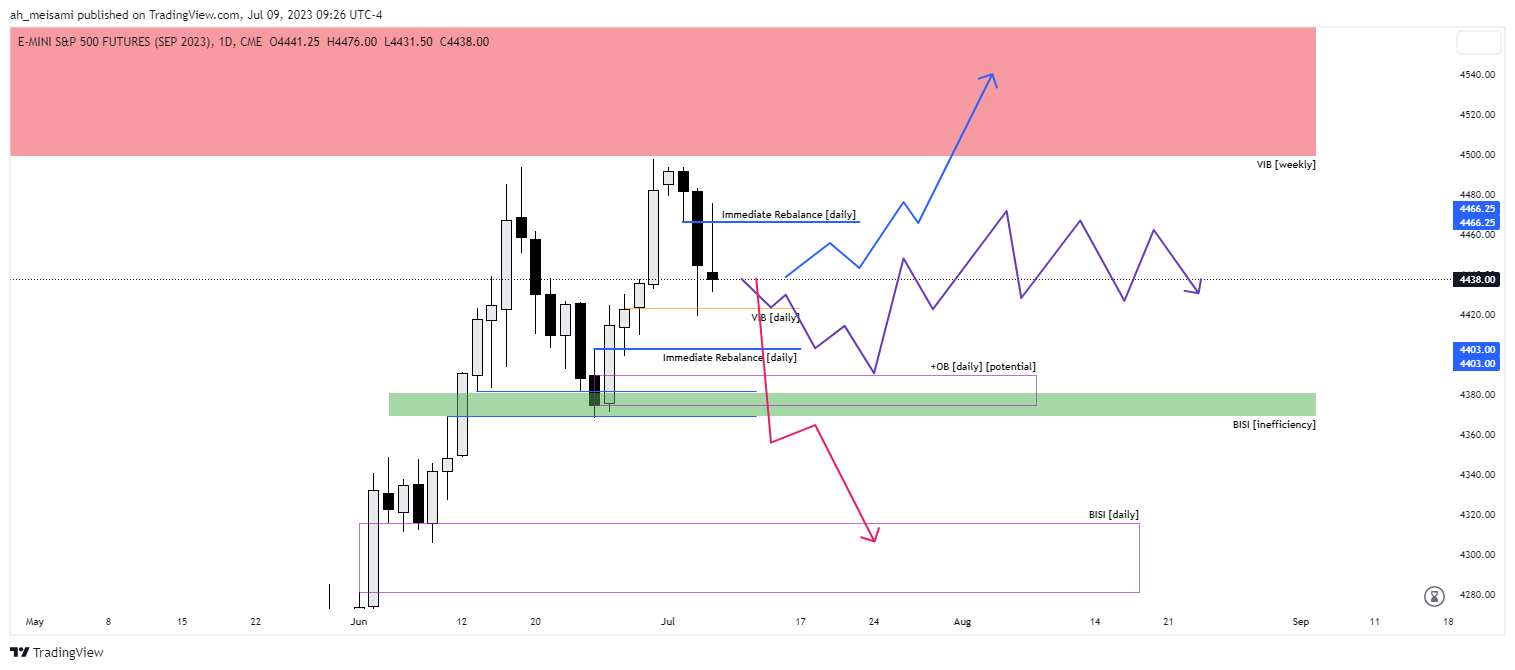 ah_meisami published on TradingView.com, Jul 09, 2023 09:26 UTC-4
E-MINI S&P 500 FUTURES (SEP 2023), 1D, CME O4441.25 H4476.00 L4431.50 C4438.00
4540.00
4520.00
4500.00
VIB [weekly]
4480.00
4466.25
Immediate Rebalance [daily]
4466.25
4460.00
4438.00
4420.00
VIB [daily]
4403.00
Immediate Rebalance [daily]
4403.00
+OB [daily] [potential]
4380.00
BISI [inefficiency]
4360.00
4340.00
4320.00
BISI [daily]
4300.00
4280.00
May 8 15 22 Jun 12 20 Jul 17 24 Aug 14 21 Sep 11 18
TradingView